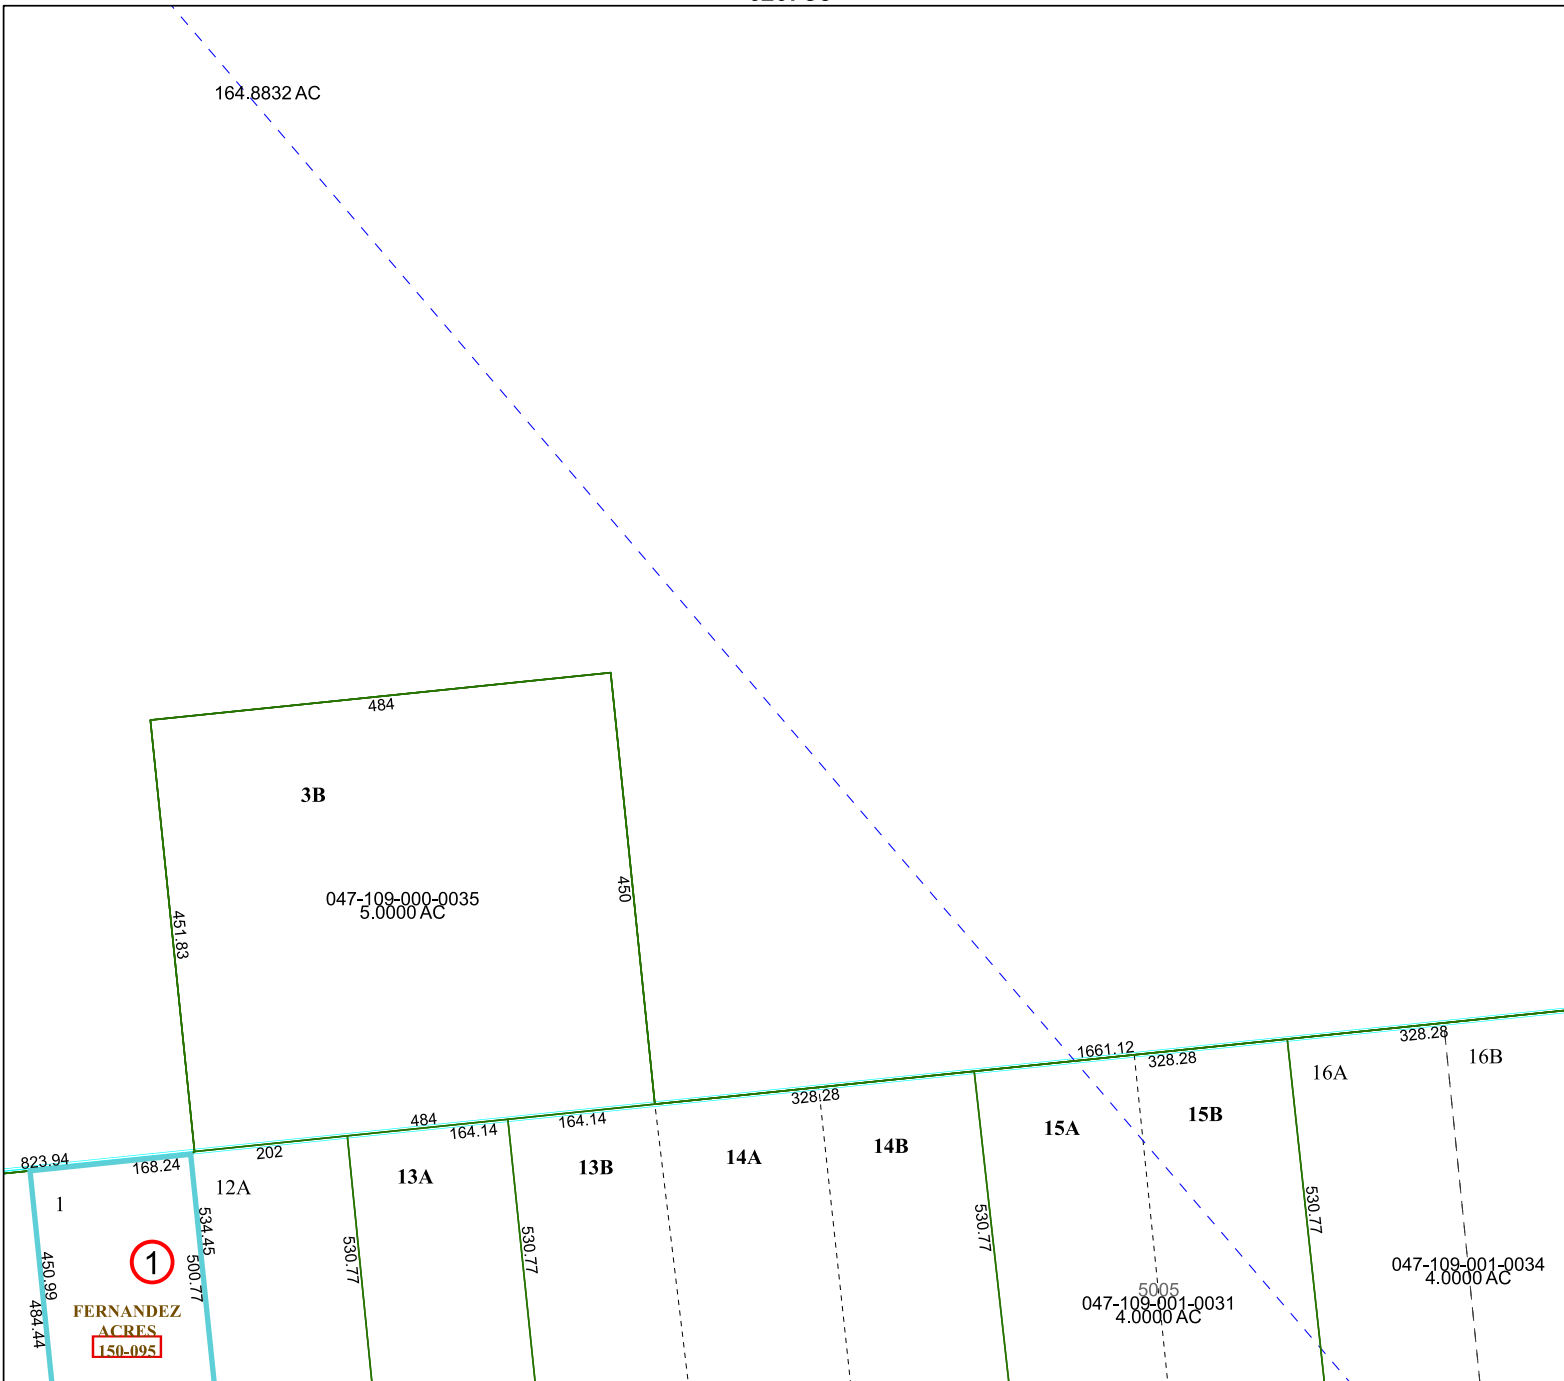 164.8832 AC
484
3B
047-109-000-0035
5.0000 AC
450
451.83
1661.12
328.28
328.28
16B
16A
328.28
15B
15A
14B
14A
484
164.14
164.14
13B
13A
202
12A
823.94
168.24
1
534.45
500.77
530.77
530.77
530.77
530.77
450.99
484.44
1
FERNANDEZ
ACRES
150-095
5005
047-109-001-0031
4.0000 AC
047-109-001-0034
4.0000 AC